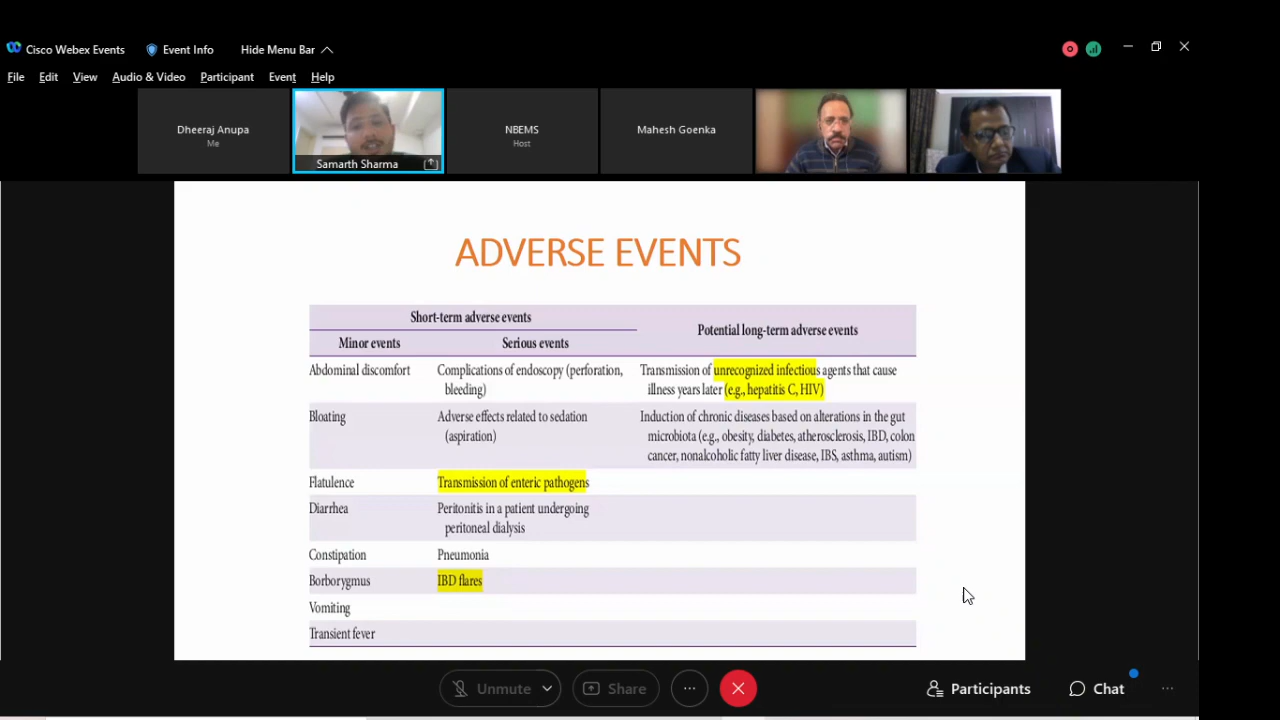 Cisco Webex Events Event Info Hide Menu Bar
File Edit View Audio & Video Participant Event Help
Dheeraj Anupa
Me
Samarth Sharma
NBEMS
Host
Mahesh Goenka
ADVERSE EVENTS
Short-term adverse events
Potential long-term adverse events
Minor events Serious events
Abdominal discomfort Complications of endoscopy (perforation, Transmission of unrecognized infectious agents that cause
bleeding) illness years later (e.g., hepatitis C, HIV)
Bloating Adverse effects related to sedation Induction of chronic diseases based on alterations in the gut
(aspiration) microbiota (e.g., obesity, diabetes, atherosclerosis, IBD, colon
cancer, nonalcoholic fatty liver disease, IBS, asthma, autism)
Flatulence Transmission of enteric pathogens
Diarrhea Peritonitis in a patient undergoing
peritoneal dialysis
Constipation Pneumonia
Borborygmus IBD flares
Vomiting
Transient fever
Unmute Share Participants Chat